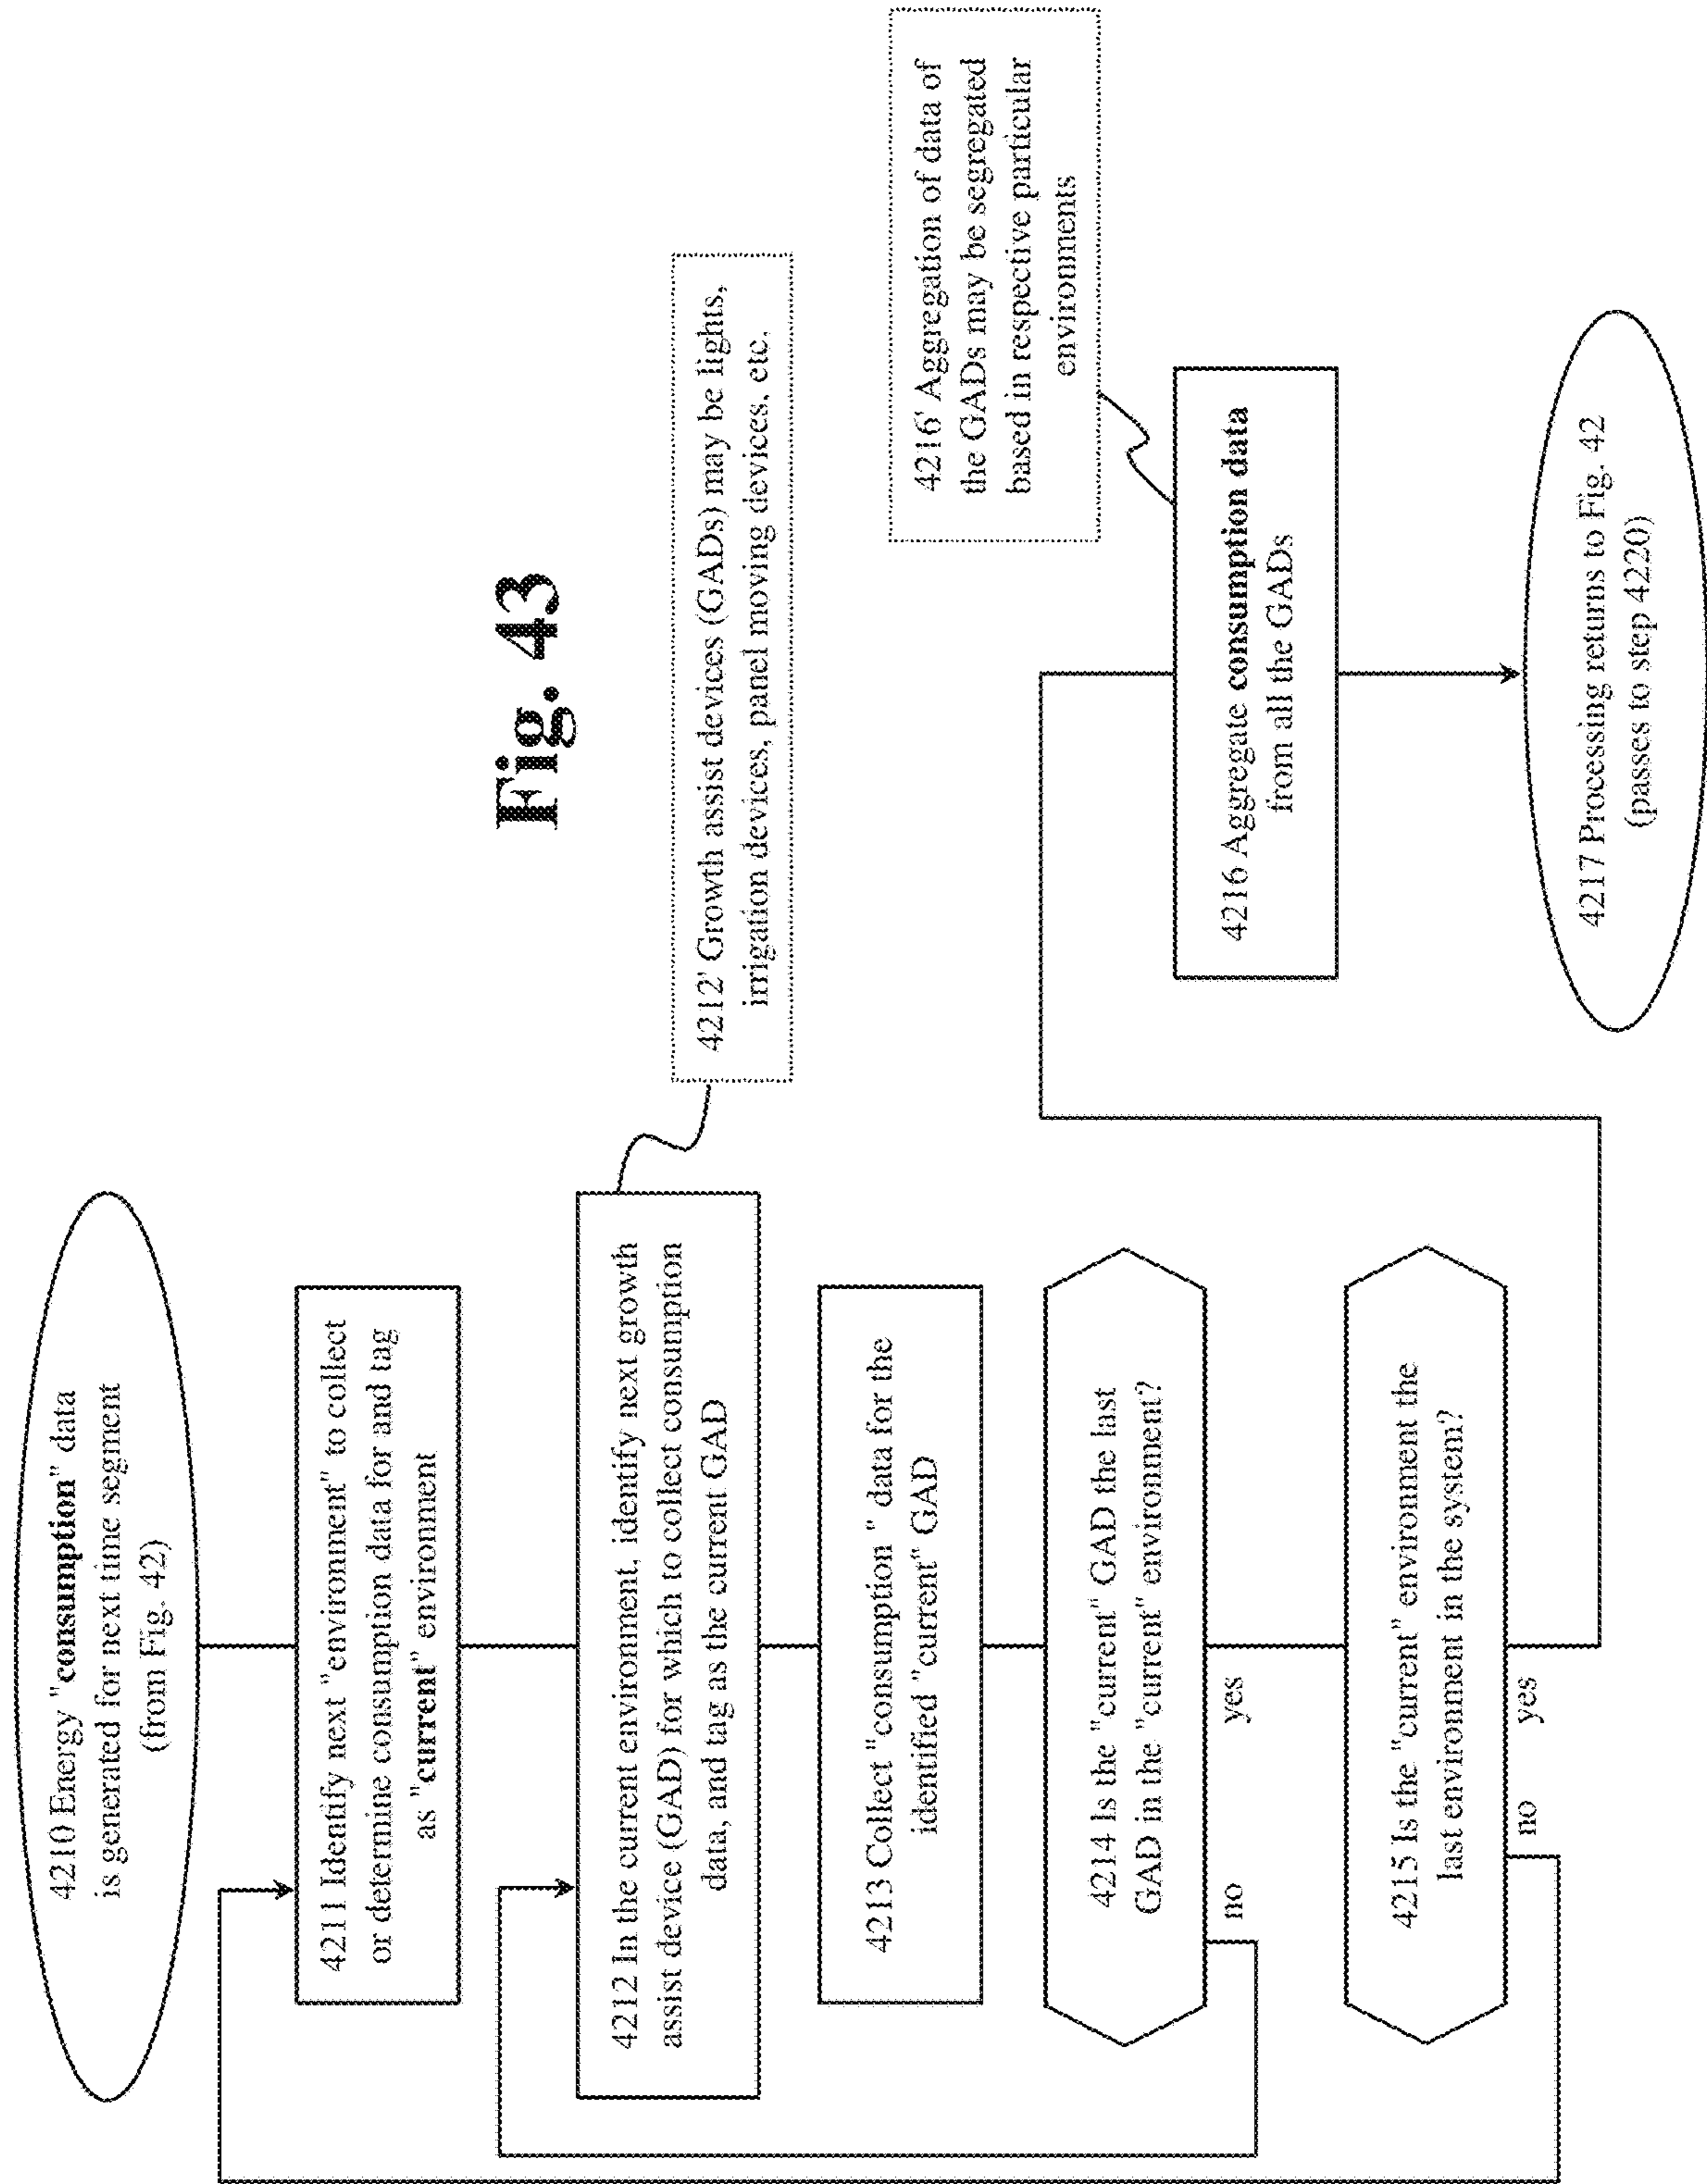 Fig. 43
4210 Energy "consumption" data
is generated for next time segment
(from Fig. 42)
4211 Identify next "environment" to collect
or determine consumption data for and tag
as "current" environment
4212 In the current environment, identify next growth
assist device (GAD) for which to collect consumption
data, and tag as the current GAD
4212' Growth assist devices (GADs) may be lights,
irrigation devices, panel moving devices, etc.
4213 Collect "consumption " data for the
identified "current" GAD
4214 Is the "current" GAD the last
GAD in the "current" environment?
no
yes
4215 Is the "current" environment the
last environment in the system?
no
yes
4216' Aggregation of data of
the GADs may be segregated
based in respective particular
environments
4216 Aggregate consumption data
from all the GADs
4217 Processing returns to Fig. 42
(passes to step 4220)